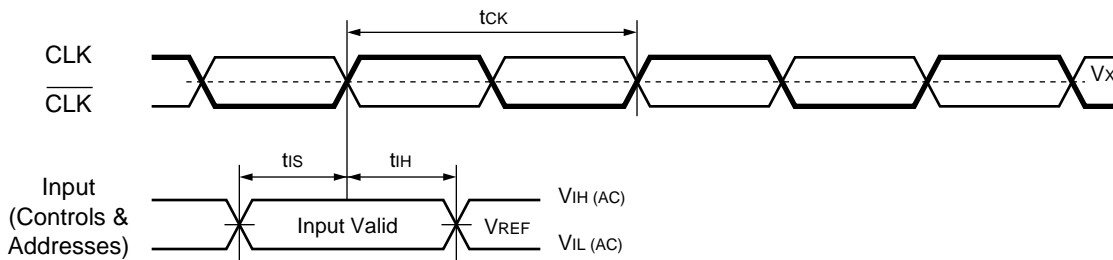 tCK
CLK
CLK
VX
tIS
tIH
Input
(Controls &
Addresses)
Input Valid
VIH (AC)
VREF
VIL (AC)